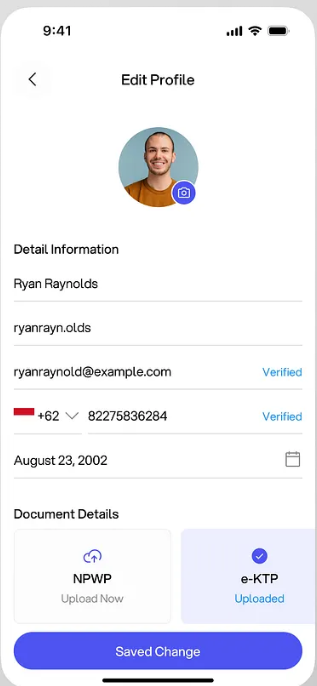 9:41
Edit Profile
Detail Information
Ryan Raynolds
ryanrayn.olds
ryanraynold@example.com Verified
+62 82275836284 Verified
August 23, 2002
Document Details
NPWP e-KTP
Upload Now Uploaded
Saved Change